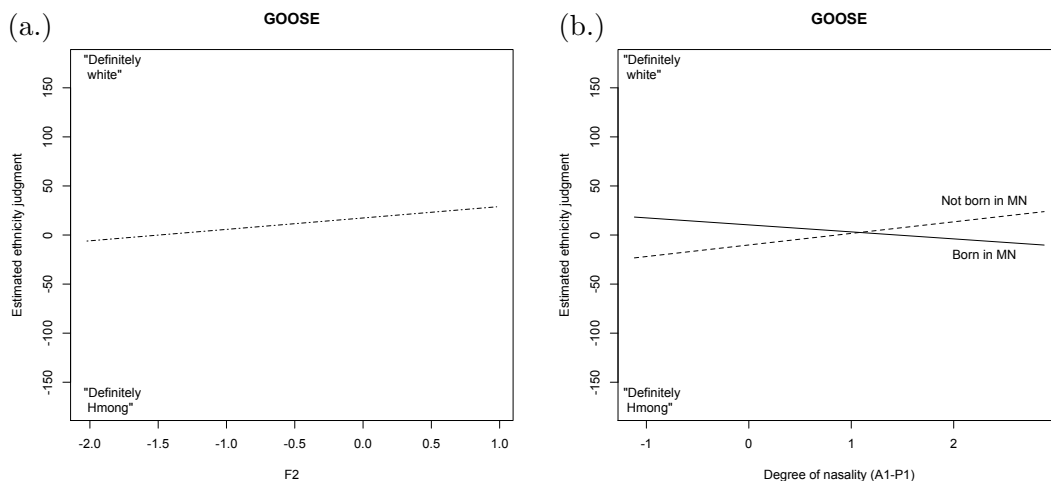 (a.)
GOOSE
"Definitely
white"
150
100
50
0
-50
-100
-150
Estimated ethnicity judgment
"Definitely
Hmong"
-2.0 -1.5 -1.0 -0.5 0.0 0.5 1.0
F2
(b.)
GOOSE
"Definitely
white"
150
100
50
0
-50
-100
-150
Estimated ethnicity judgment
Not born in MN
Born in MN
"Definitely
Hmong"
-1 0 1 2
Degree of nasality (A1-P1)